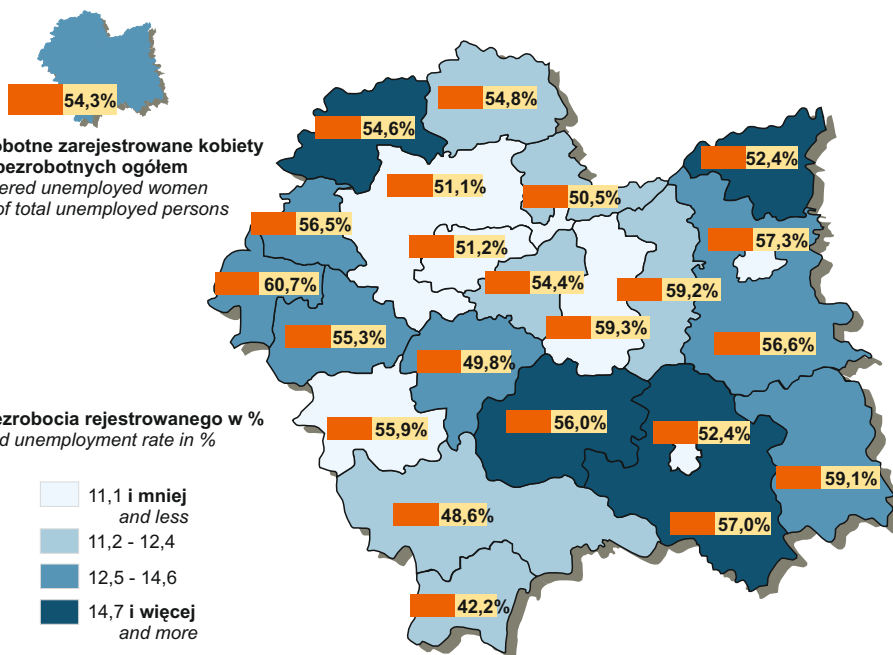 54,3%
obotne zarejestrowane kobiety
bezrobotnych ogółem
ered unemployed women
of total unemployed persons
54,8%
54,6%
52,4%
51,1%
50,5%
56,5%
57,3%
51,2%
60,7%
54,4%
59,2%
59,3%
55,3%
56,6%
49,8%
56,0%
55,9%
52,4%
59,1%
48,6%
57,0%
42,2%
ezrobocia rejestrowanego w %
d unemployment rate in %
11,1 i mniej
and less
11,2 - 12,4
12,5 - 14,6
14,7 i więcej
and more